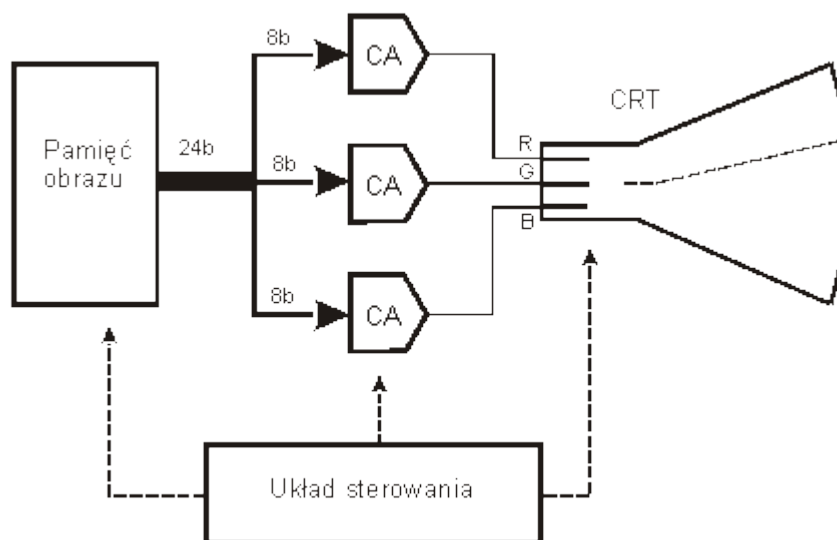 8b
CA
CRT
Pamięć
obrazu
24b
R
8b
CA
G
B
8b
CA
Układ sterowania